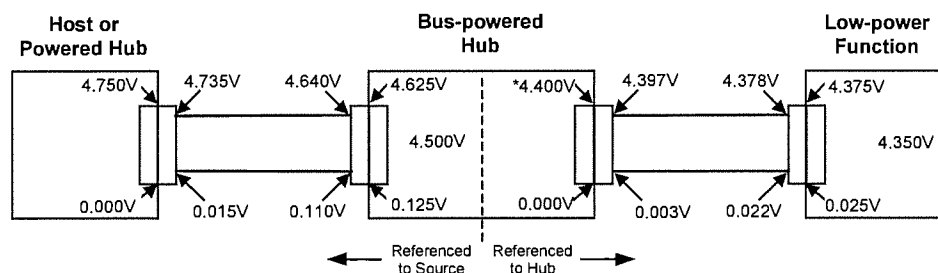 Host or
Powered Hub
Bus-powered
Hub
Low-power
Function
4.750V
4.735V
4.640V
4.625V
*4.400V
4.397V
4.378V
4.375V
4.500V
4.350V
0.000V
0.015V
0.110V
0.125V
0.000V
0.003V
0.022V
0.025V
Referenced
to Source
Referenced
to Hub